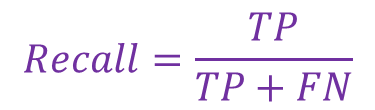 Recall = TP / (TP + FN)